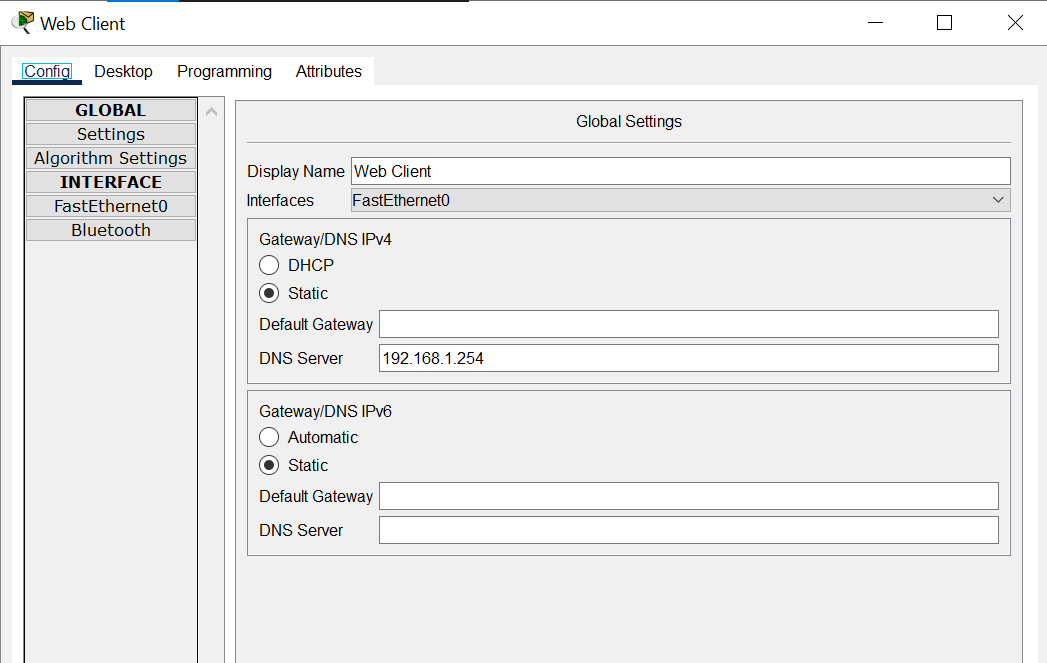 Web Client
Config Desktop Programming Attributes
GLOBAL
Settings
Algorithm Settings
INTERFACE
FastEthernet0
Bluetooth
Global Settings
Display Name Web Client
Interfaces FastEthernet0
Gateway/DNS IPv4
DHCP
Static
Default Gateway
DNS Server 192.168.1.254
Gateway/DNS IPv6
Automatic
Static
Default Gateway
DNS Server